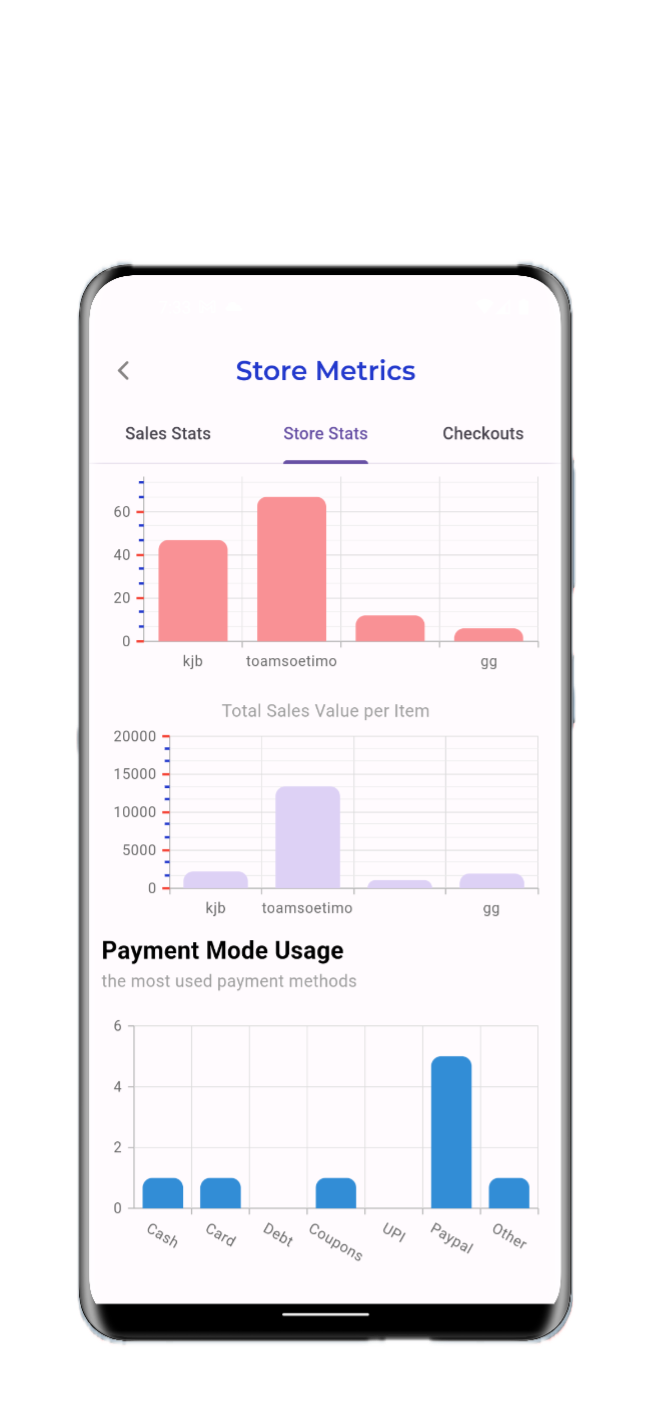 Store Metrics
Sales Stats Store Stats Checkouts
60
40
20
0
kjb toamsoetimo gg
Total Sales Value per Item
20000
15000
10000
5000
0
kjb toamsoetimo gg
Payment Mode Usage
the most used payment methods
6
4
2
0
Cash Card Debt Coupons UPI Paypal Other